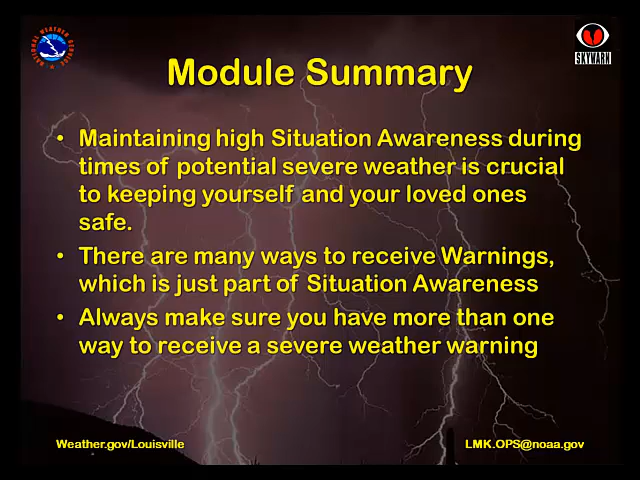 SKYWARN
Module Summary
• Maintaining high Situation Awareness during
times of potential severe weather is crucial
to keeping yourself and your loved ones
safe.
• There are many ways to receive Warnings,
which is just part of Situation Awareness
• Always make sure you have more than one
way to receive a severe weather warning
Weather.gov/Louisville
LMK.OPS@noaa.gov